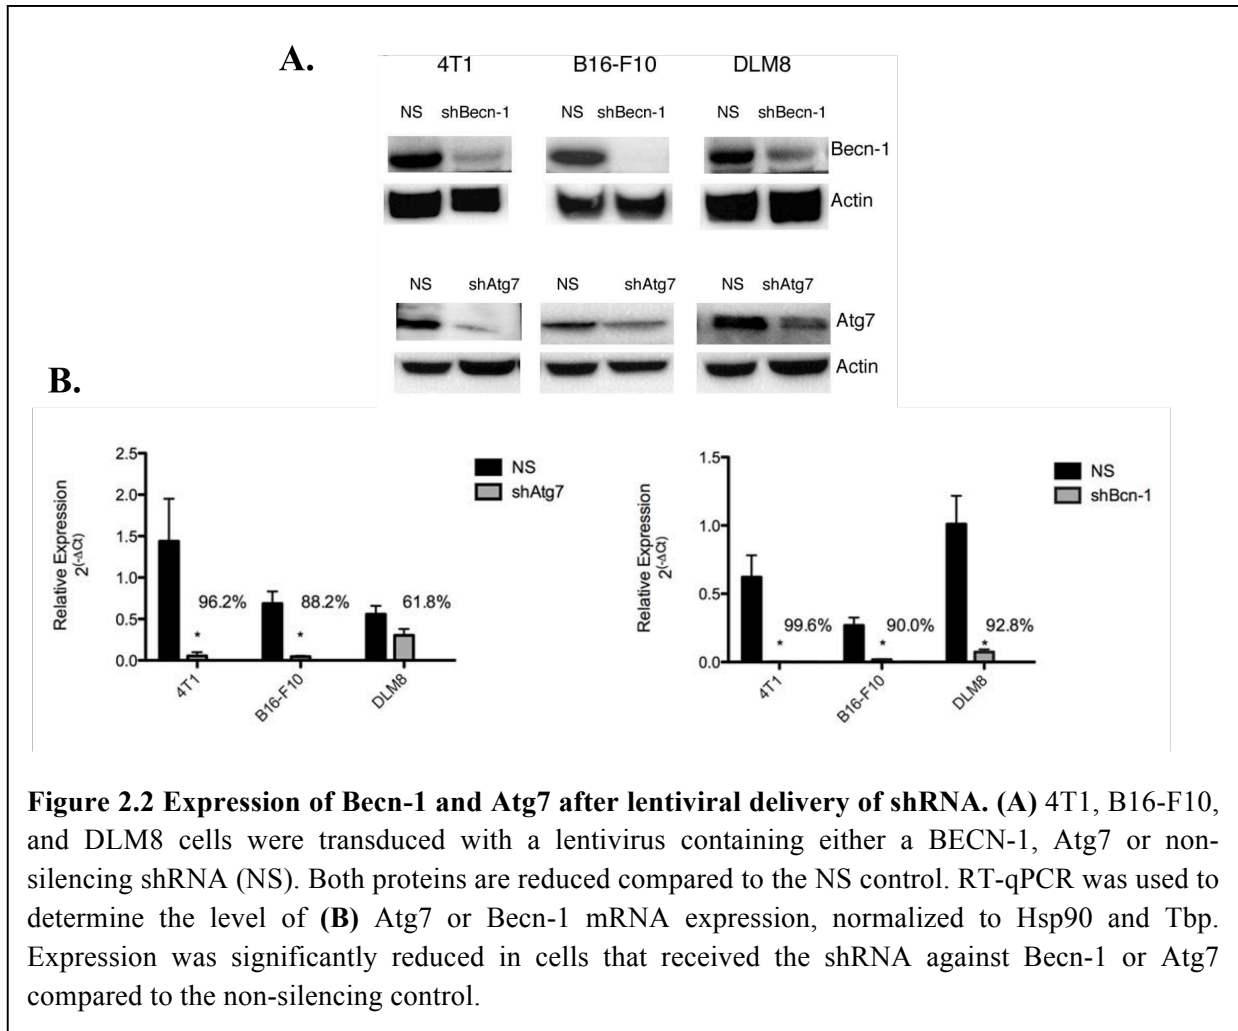 A.
4T1 B16-F10 DLM8
NS shBecn-1 NS shBecn-1 NS shBecn-1
Becn-1
Actin
NS shAtg7 NS shAtg7 NS shAtg7
Atg7
Actin
B.
2.5
2.0
1.5
1.0
0.5
0.0
Relative Expression
2(-ΔCt)
NS
shAtg7
96.2% 88.2% 61.8%
* *
4T1 B16-F10 DLM8
1.5
1.0
0.5
0.0
Relative Expression
2(-ΔCt)
NS
shBcn-1
99.6% 90.0% 92.8%
* * *
4T1 B16-F10 DLM8
Figure 2.2 Expression of Becn-1 and Atg7 after lentiviral delivery of shRNA. (A) 4T1, B16-F10,
and DLM8 cells were transduced with a lentivirus containing either a BECN-1, Atg7 or non-
silencing shRNA (NS). Both proteins are reduced compared to the NS control. RT-qPCR was used to
determine the level of (B) Atg7 or Becn-1 mRNA expression, normalized to Hsp90 and Tbp.
Expression was significantly reduced in cells that received the shRNA against Becn-1 or Atg7
compared to the non-silencing control.